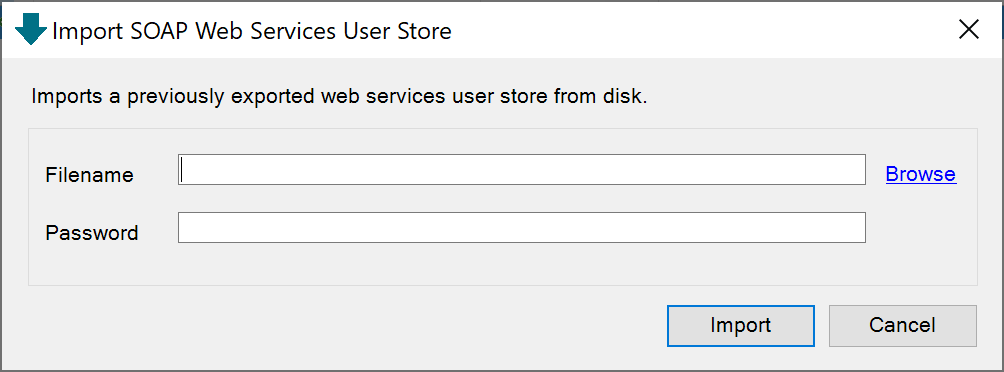 Import SOAP Web Services User Store
Imports a previously exported web services user store from disk.
Filename
Browse
Password
Import
Cancel